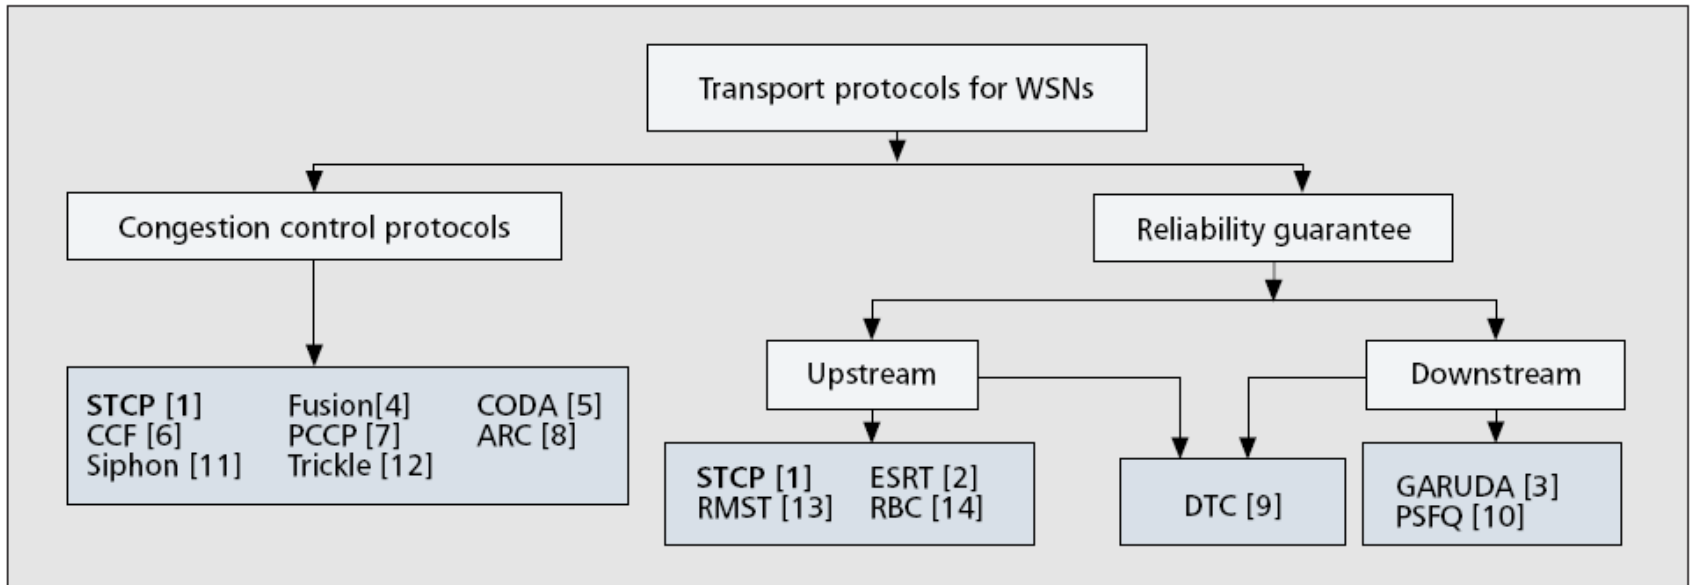 Transport protocols for WSNs
Congestion control protocols
Reliability guarantee
Upstream
Downstream
STCP [1] Fusion[4] CODA [5]
CCF [6] PCCP [7] ARC [8]
Siphon [11] Trickle [12]
STCP [1] ESRT [2]
RMST [13] RBC [14]
DTC [9]
GARUDA [3]
PSFQ [10]